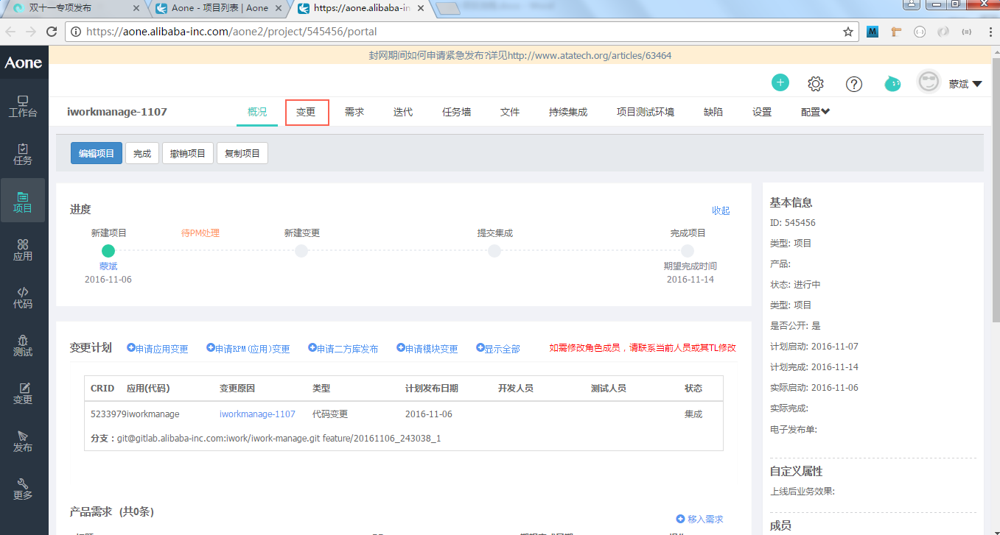 双十一专项发布
Aone - 项目列表 | Aone
https://aone.alibaba-in
https://aone.alibaba-inc.com/aone2/project/545456/portal
Aone
封网期间如何申请紧急发布?详见http://www.atatech.org/articles/63464
蒙斌
iworkmanage-1107 概况 变更 需求 迭代 任务墙 文件 持续集成 项目测试环境 缺陷 设置 配置
工作台
任务
项目
应用
代码
测试
变更
发布
更多
编辑项目 完成 撤销项目 复制项目
进度 收起
新建项目 待PM处理 新建变更 提交集成 完成项目
蒙斌 期望完成时间
2016-11-06 2016-11-14
变更计划 申请应用变更 申请RPM(应用)变更 申请二方库发布 申请模块变更 显示全部 如需修改角色成员，请联系当前人员或其TL修改
CRID 应用(代码) 变更原因 类型 计划发布日期 开发人员 测试人员 状态
5233979iworkmanage iworkmanage-1107 代码变更 2016-11-06 集成
分支：git@gitlab.alibaba-inc.com:iwork/iwork-manage.git feature/20161106_243038_1
产品需求 (共0条) 移入需求
基本信息
ID: 545456
类型: 项目
产品:
状态: 进行中
类型: 项目
是否公开: 是
计划启动: 2016-11-07
计划完成: 2016-11-14
实际启动: 2016-11-06
实际完成:
电子发布单:
自定义属性
上线后业务效果:
成员